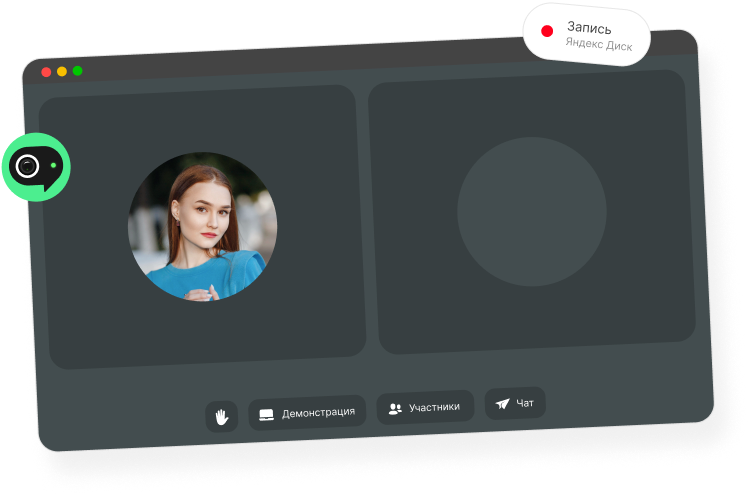 Запись
Яндекс Диск
Демонстрация
Участники
Чат